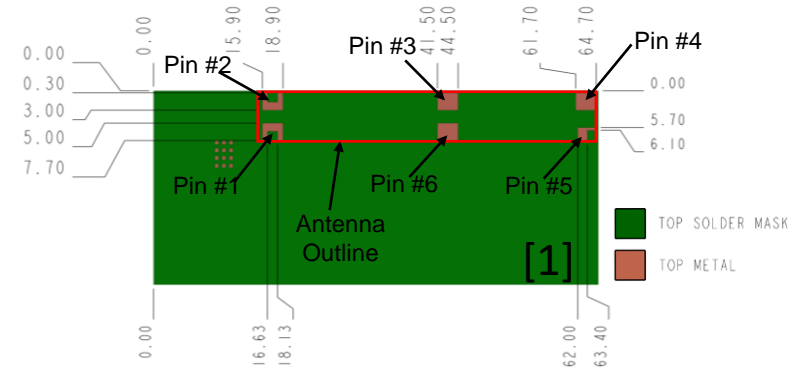 0.00
15.90
18.90
41.50
44.50
61.70
64.70
Pin #2
Pin #3
Pin #4
0.00
0.30
3.00
5.00
7.70
0.00
5.70
6.10
Pin #1
Pin #6
Pin #5
Antenna
Outline
[1]
TOP SOLDER MASK
TOP METAL
0.00
16.63
18.13
62.00
63.40